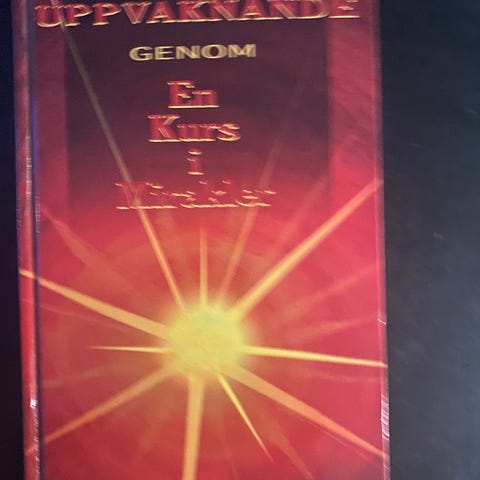 UPPVAKNANDE
GENOM
En
Kurs
i
Mirakler